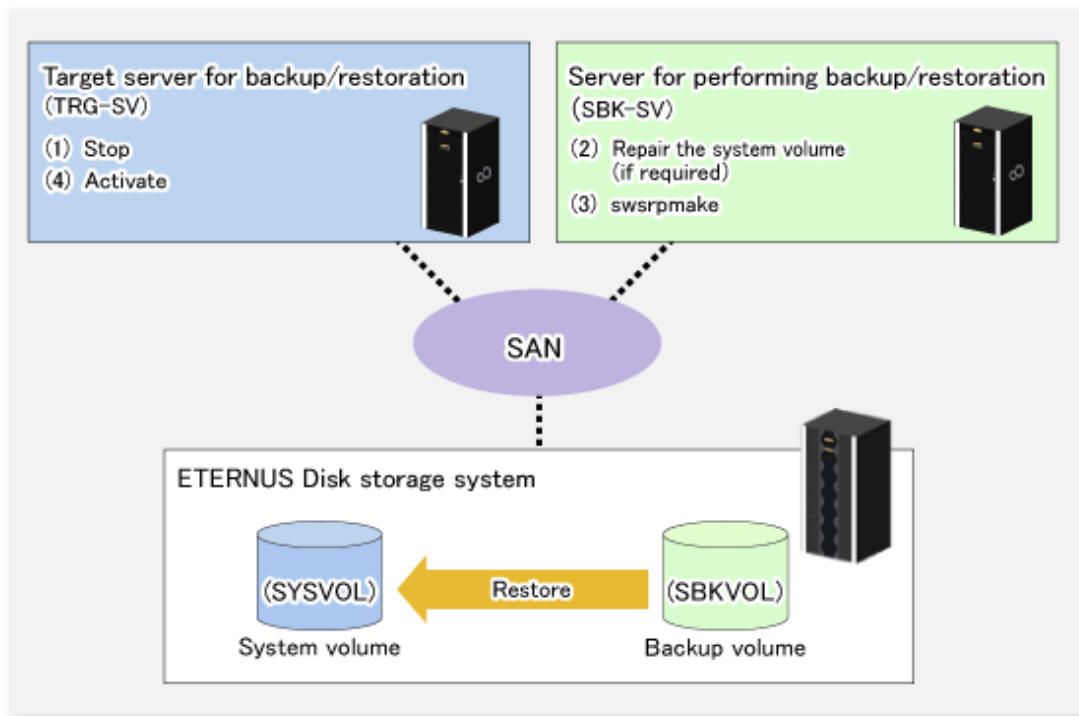 Target server for backup/restoration
(TRG-SV)
(1) Stop
(4) Activate
Server for performing backup/restoration
(SBK-SV)
(2) Repair the system volume
(if required)
(3) swsrpmake
SAN
ETERNUS Disk storage system
(SYSVOL)
Restore
(SBKVOL)
System volume
Backup volume